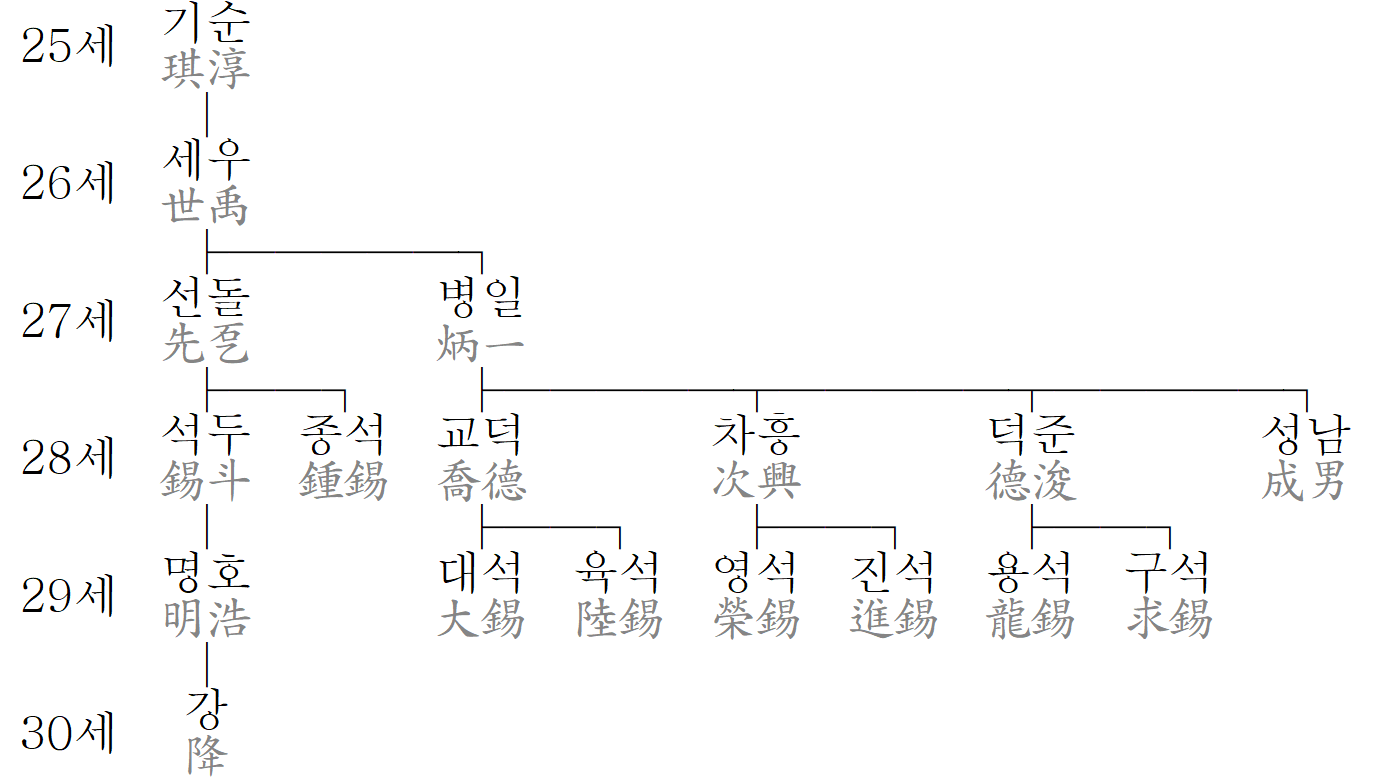 25세 기순
琪淳
26세 세우
世禹
27세 선돌 병일
先乭 炳一
28세 석두 종석 교덕 차흥 덕준 성남
錫斗 鍾錫 喬德 次興 德浚 成男
29세 명호 대석 육석 영석 진석 용석 구석
明浩 大錫 陸錫 榮錫 進錫 龍錫 求錫
30세 강
降